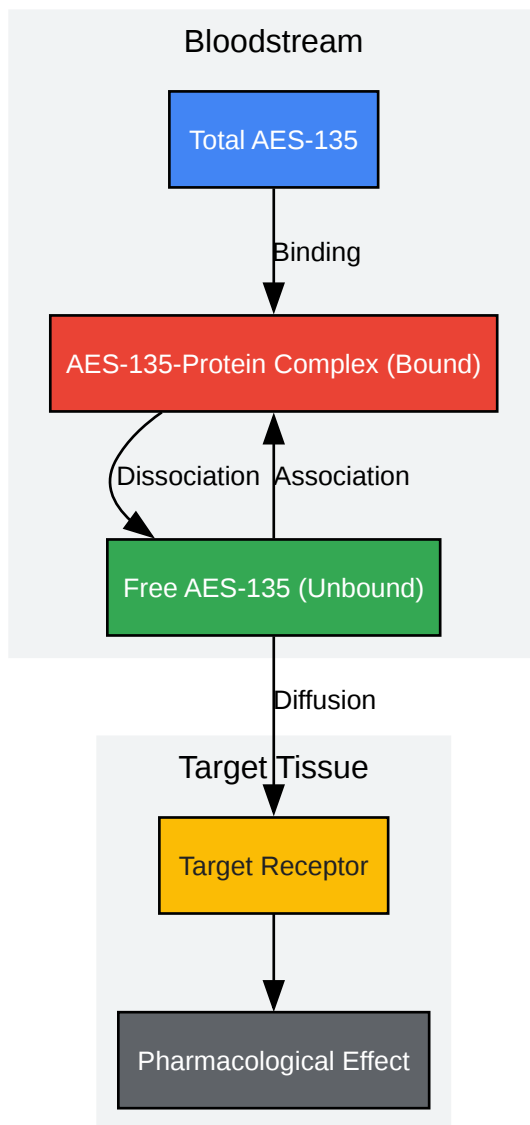 Bloodstream
Total AES-135
Binding
AES-135-Protein Complex (Bound)
Dissociation
Association
Free AES-135 (Unbound)
Diffusion
Target Tissue
Target Receptor
Pharmacological Effect